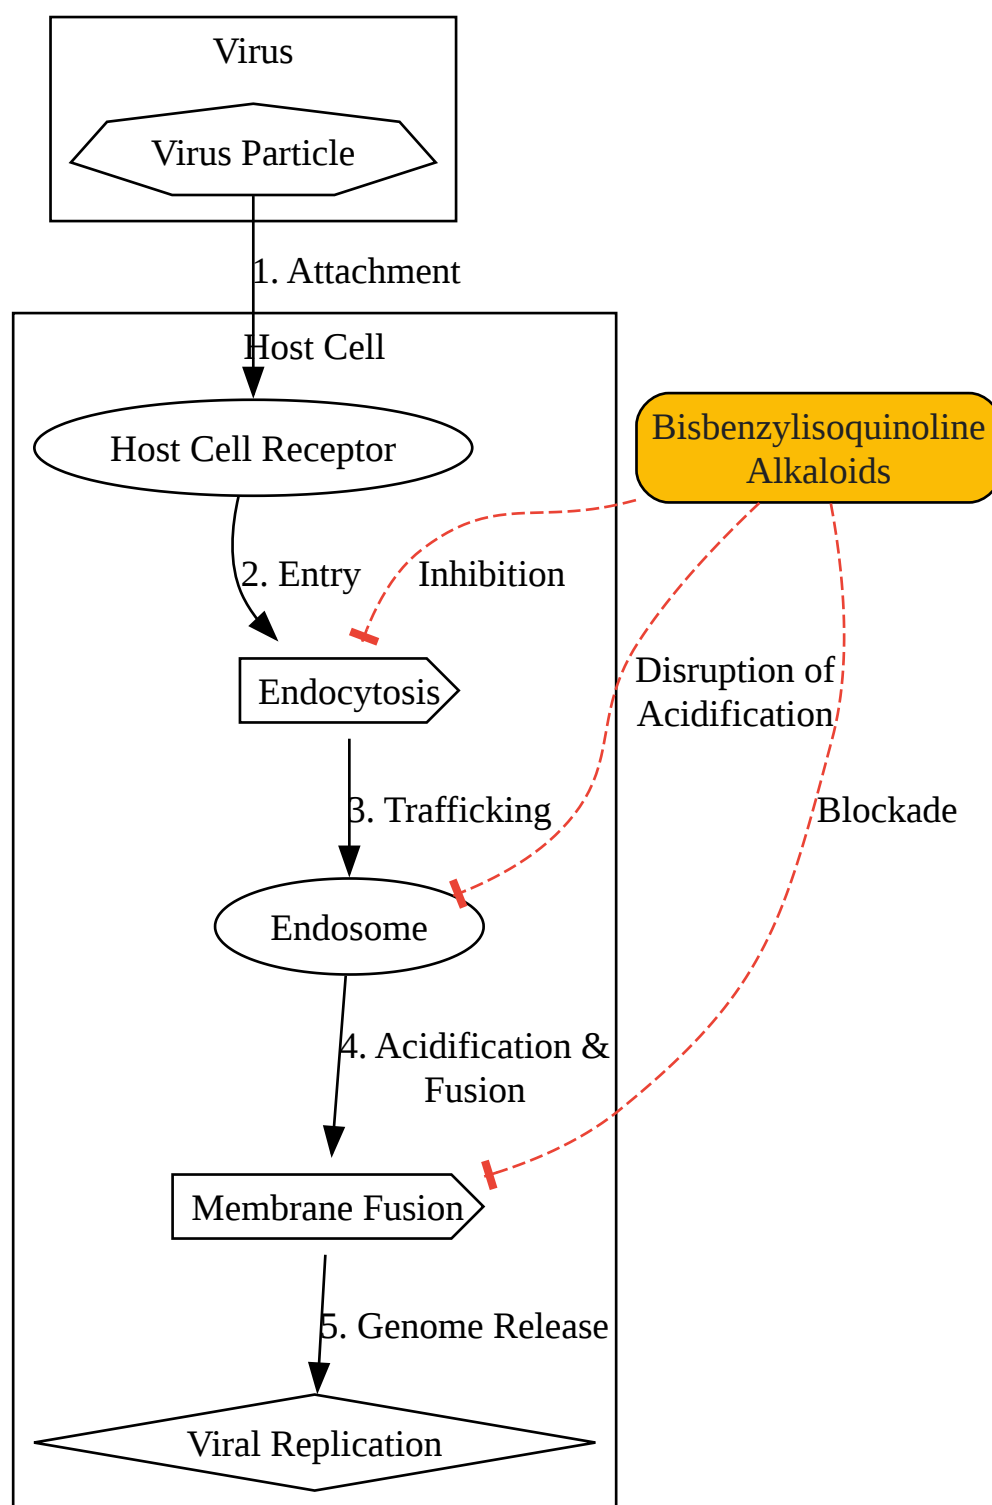 Virus
Virus Particle
1. Attachment
Host Cell
Host Cell Receptor
Bisbenzylisoquinoline
Alkaloids
2. Entry
Inhibition
Endocytosis
Disruption of
Acidification
3. Trafficking
Blockade
Endosome
4. Acidification &
Fusion
Membrane Fusion
5. Genome Release
Viral Replication